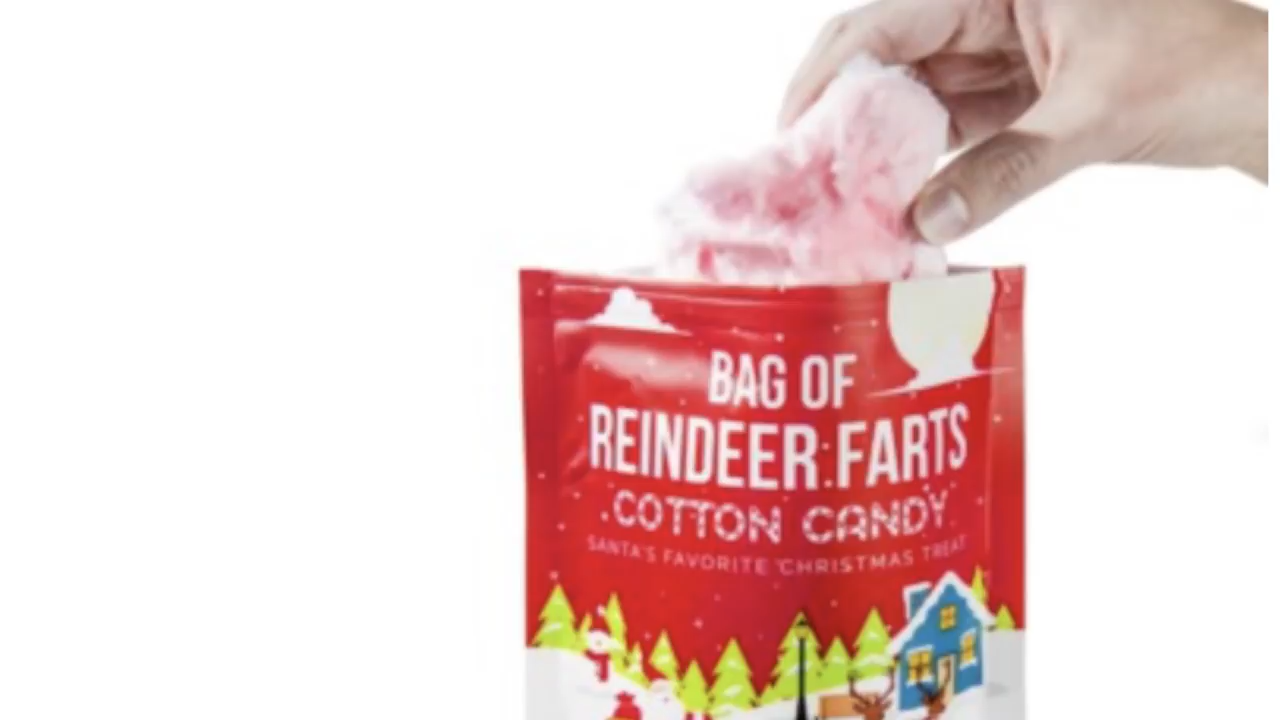 BAG OF
REINDEER FARTS
COTTON CANDY
SANTA'S FAVORITE CHRISTMAS TREAT